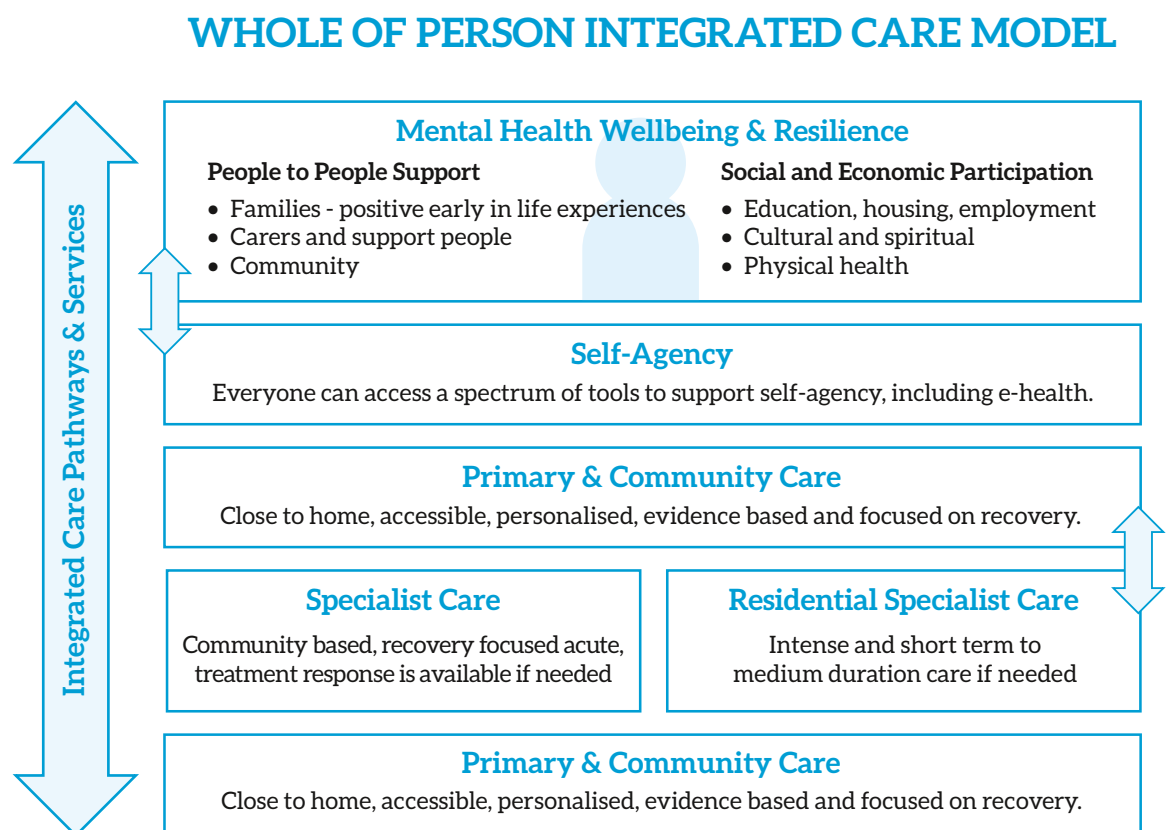 WHOLE OF PERSON INTEGRATED CARE MODEL
Integrated Care Pathways & Services
Mental Health Wellbeing & Resilience
People to People Support
• Families - positive early in life experiences
• Carers and support people
• Community
Social and Economic Participation
• Education, housing, employment
• Cultural and spiritual
• Physical health
Self-Agency
Everyone can access a spectrum of tools to support self-agency, including e-health.
Primary & Community Care
Close to home, accessible, personalised, evidence based and focused on recovery.
Specialist Care
Community based, recovery focused acute,
treatment response is available if needed
Residential Specialist Care
Intense and short term to
medium duration care if needed
Primary & Community Care
Close to home, accessible, personalised, evidence based and focused on recovery.